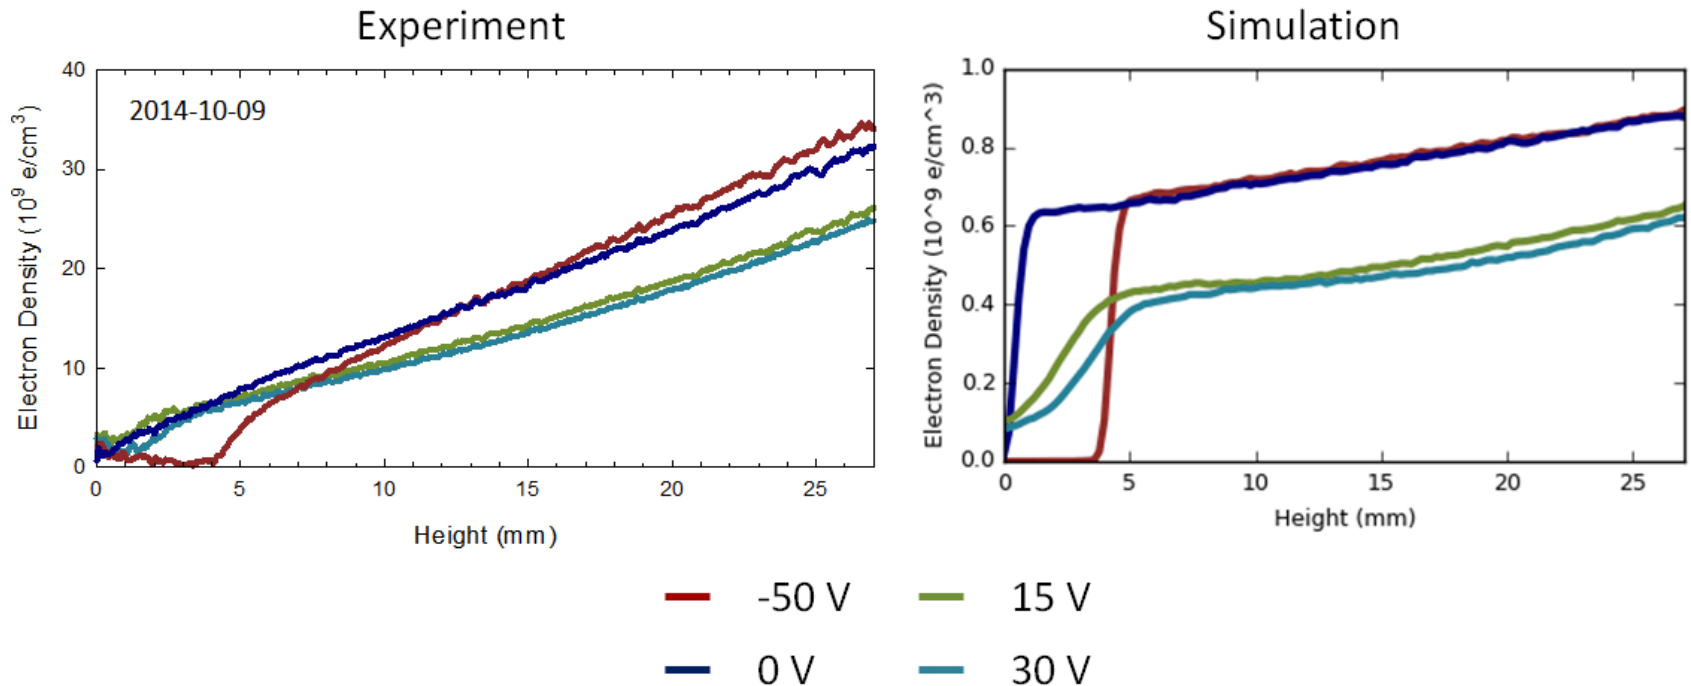 Experiment
40
30
20
10
0
0 5 10 15 20 25
2014-10-09
Electron Density (10⁹ e/cm³)
Height (mm)
Simulation
1.0
0.8
0.6
0.4
0.2
0.0
0 5 10 15 20 25
Electron Density (10^9 e/cm^3)
Height (mm)
-50 V 15 V
0 V 30 V